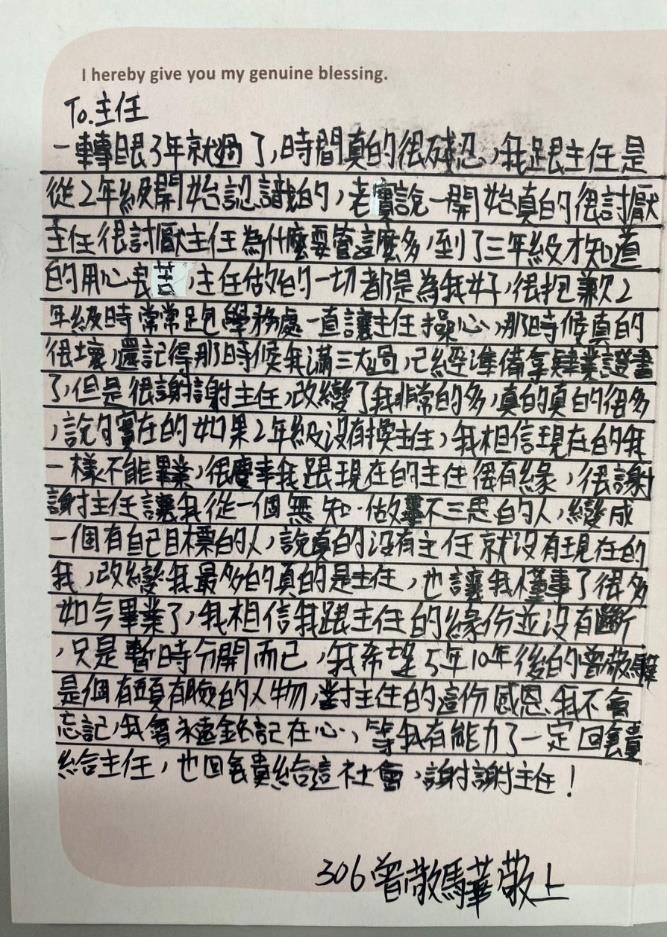 I hereby give you my genuine blessing.
To.主任
一轉眼3年就過了,時間真的很殘忍,我跟主任是
從2年級開始認識的,老實說一開始真的很討厭
主任很討厭主任為什麼要管這麼多,到了三年級才知道
的用心良苦,主任做的一切都是為我好,很抱歉2
年級時常常跑學務處一直讓主任操心,那時候真的
很壞,還記得那時候我滿三大過,已經準備拿肄業證書
了,但是很謝謝主任,改變了我非常的多,真的真的很多
,說句實在的如果2年級沒有換主任,我相信現在的我
一樣不能畢業,很慶幸我跟現在的主任很有緣,很謝
謝主任讓我從一個無知.做事不三思的人,變成
一個有自己目標的人,說真的沒有主任就沒有現在的
我,改變我最多的真的是主任,也讓我懂事了很多
如今畢業了,我相信我跟主任的緣份並沒有斷
,只是暫時分開而已,我希望5年10年後的曾敬驊
是個有頭有臉的人物,對主任的這份感恩、我不會
忘記,我會永遠銘記在心,等我有能力了一定回饋
給主任,也回饋給這社會,謝謝主任!
306曾敬驊敬上